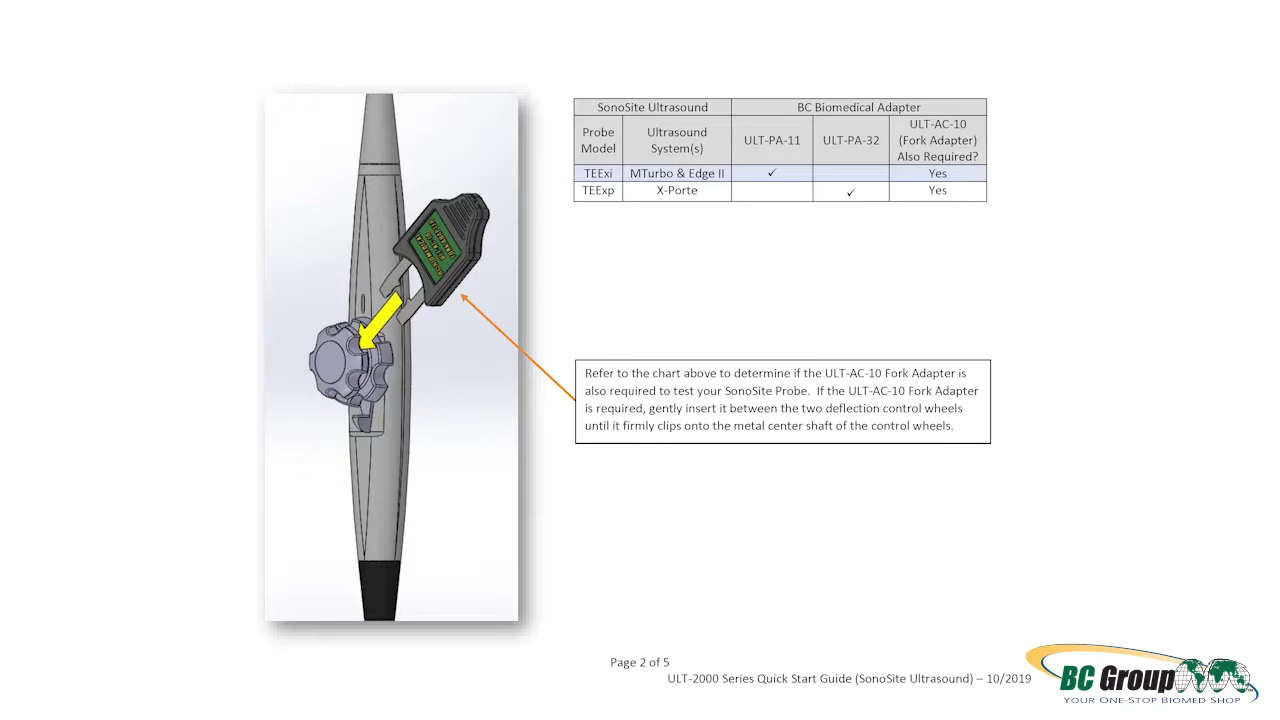 SonoSite Ultrasound BC Biomedical Adapter
Probe Model Ultrasound System(s) ULT-PA-11 ULT-PA-32 ULT-AC-10 (Fork Adapter) Also Required?
TEExi MTurbo & Edge II ✓ Yes
TEExp X-Porte ✓ Yes
Refer to the chart above to determine if the ULT-AC-10 Fork Adapter is
also required to test your SonoSite Probe. If the ULT-AC-10 Fork Adapter
is required, gently insert it between the two deflection control wheels
until it firmly clips onto the metal center shaft of the control wheels.
Page 2 of 5
ULT-2000 Series Quick Start Guide (SonoSite Ultrasound) – 10/2019
BC Group
YOUR ONE-STOP BIOMED SHOP